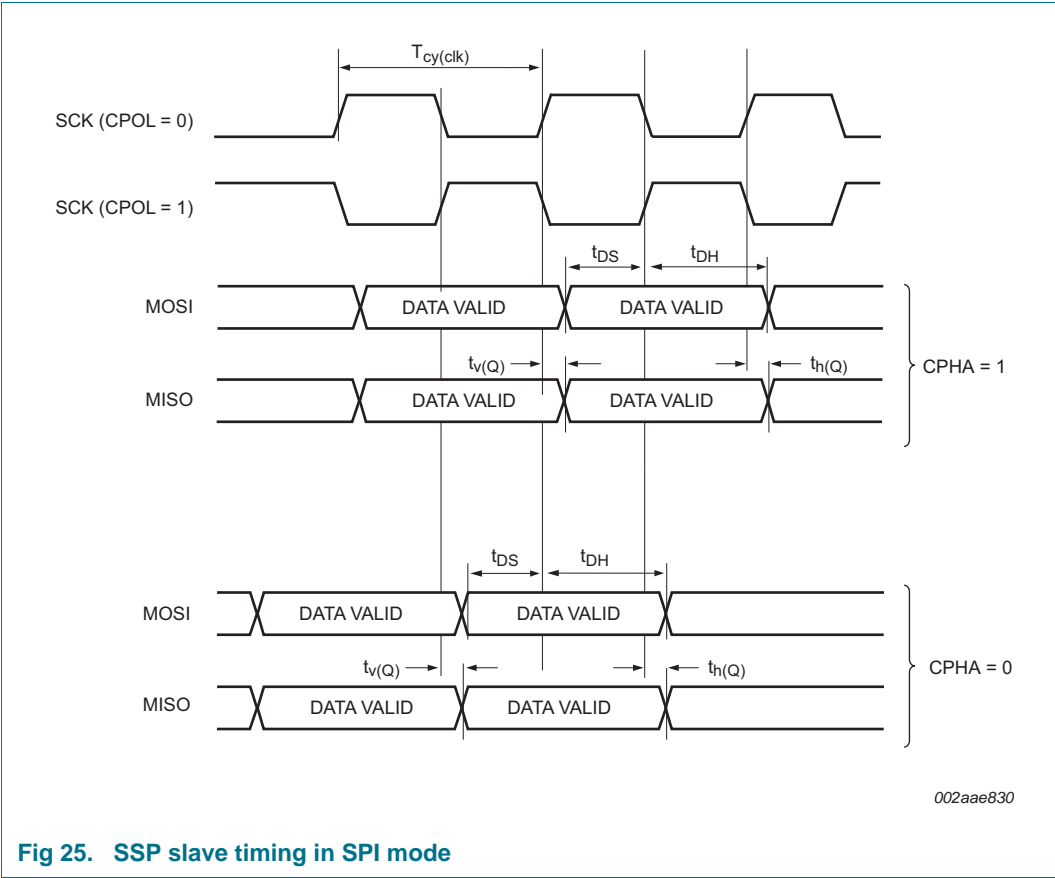 Tcy(clk)
SCK (CPOL = 0)
SCK (CPOL = 1)
tDS
tDH
MOSI
DATA VALID
DATA VALID
tv(Q)
th(Q)
CPHA = 1
MISO
DATA VALID
DATA VALID
tDS
tDH
MOSI
DATA VALID
DATA VALID
tv(Q)
th(Q)
CPHA = 0
MISO
DATA VALID
DATA VALID
002aae830
Fig 25. SSP slave timing in SPI mode